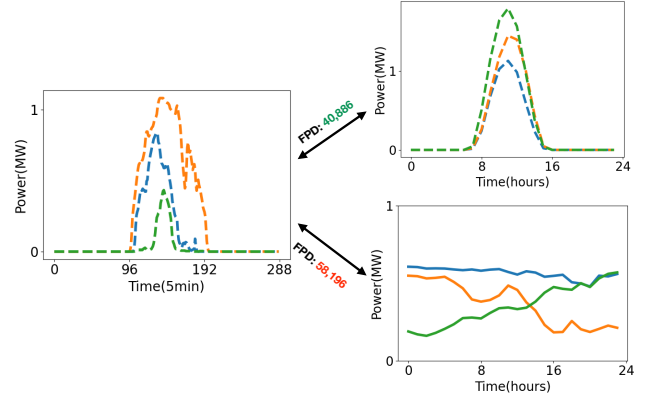 Power(MW)
1
0
0
96
192
288
Time(5min)
FPD: 40,886
FPD: 58,196
Power(MW)
1
0
0
8
16
24
Time(hours)
Power(MW)
1
0
0
8
16
24
Time(hours)